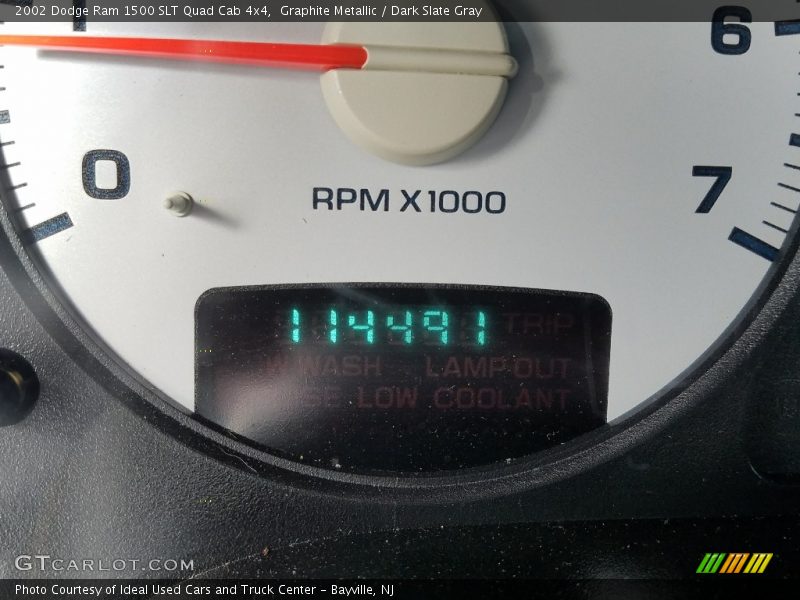 2002 Dodge Ram 1500 SLT Quad Cab 4x4,  Graphite Metallic / Dark Slate Gray
1
6
0
7
RPM X1000
114491 TRIP
WASH LAMP OUT
LOW COOLANT
GTCARLOT.COM
Photo Courtesy of Ideal Used Cars and Truck Center - Bayville, NJ